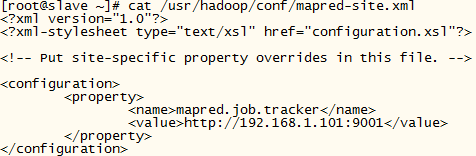 [root@slave ~]# cat /usr/hadoop/conf/mapred-site.xml
<?xml version="1.0"?>
<?xml-stylesheet type="text/xsl" href="configuration.xsl"?>
<!-- Put site-specific property overrides in this file. -->
<configuration>
<property>
<name>mapred.job.tracker</name>
<value>http://192.168.1.101:9001</value>
</property>
</configuration>